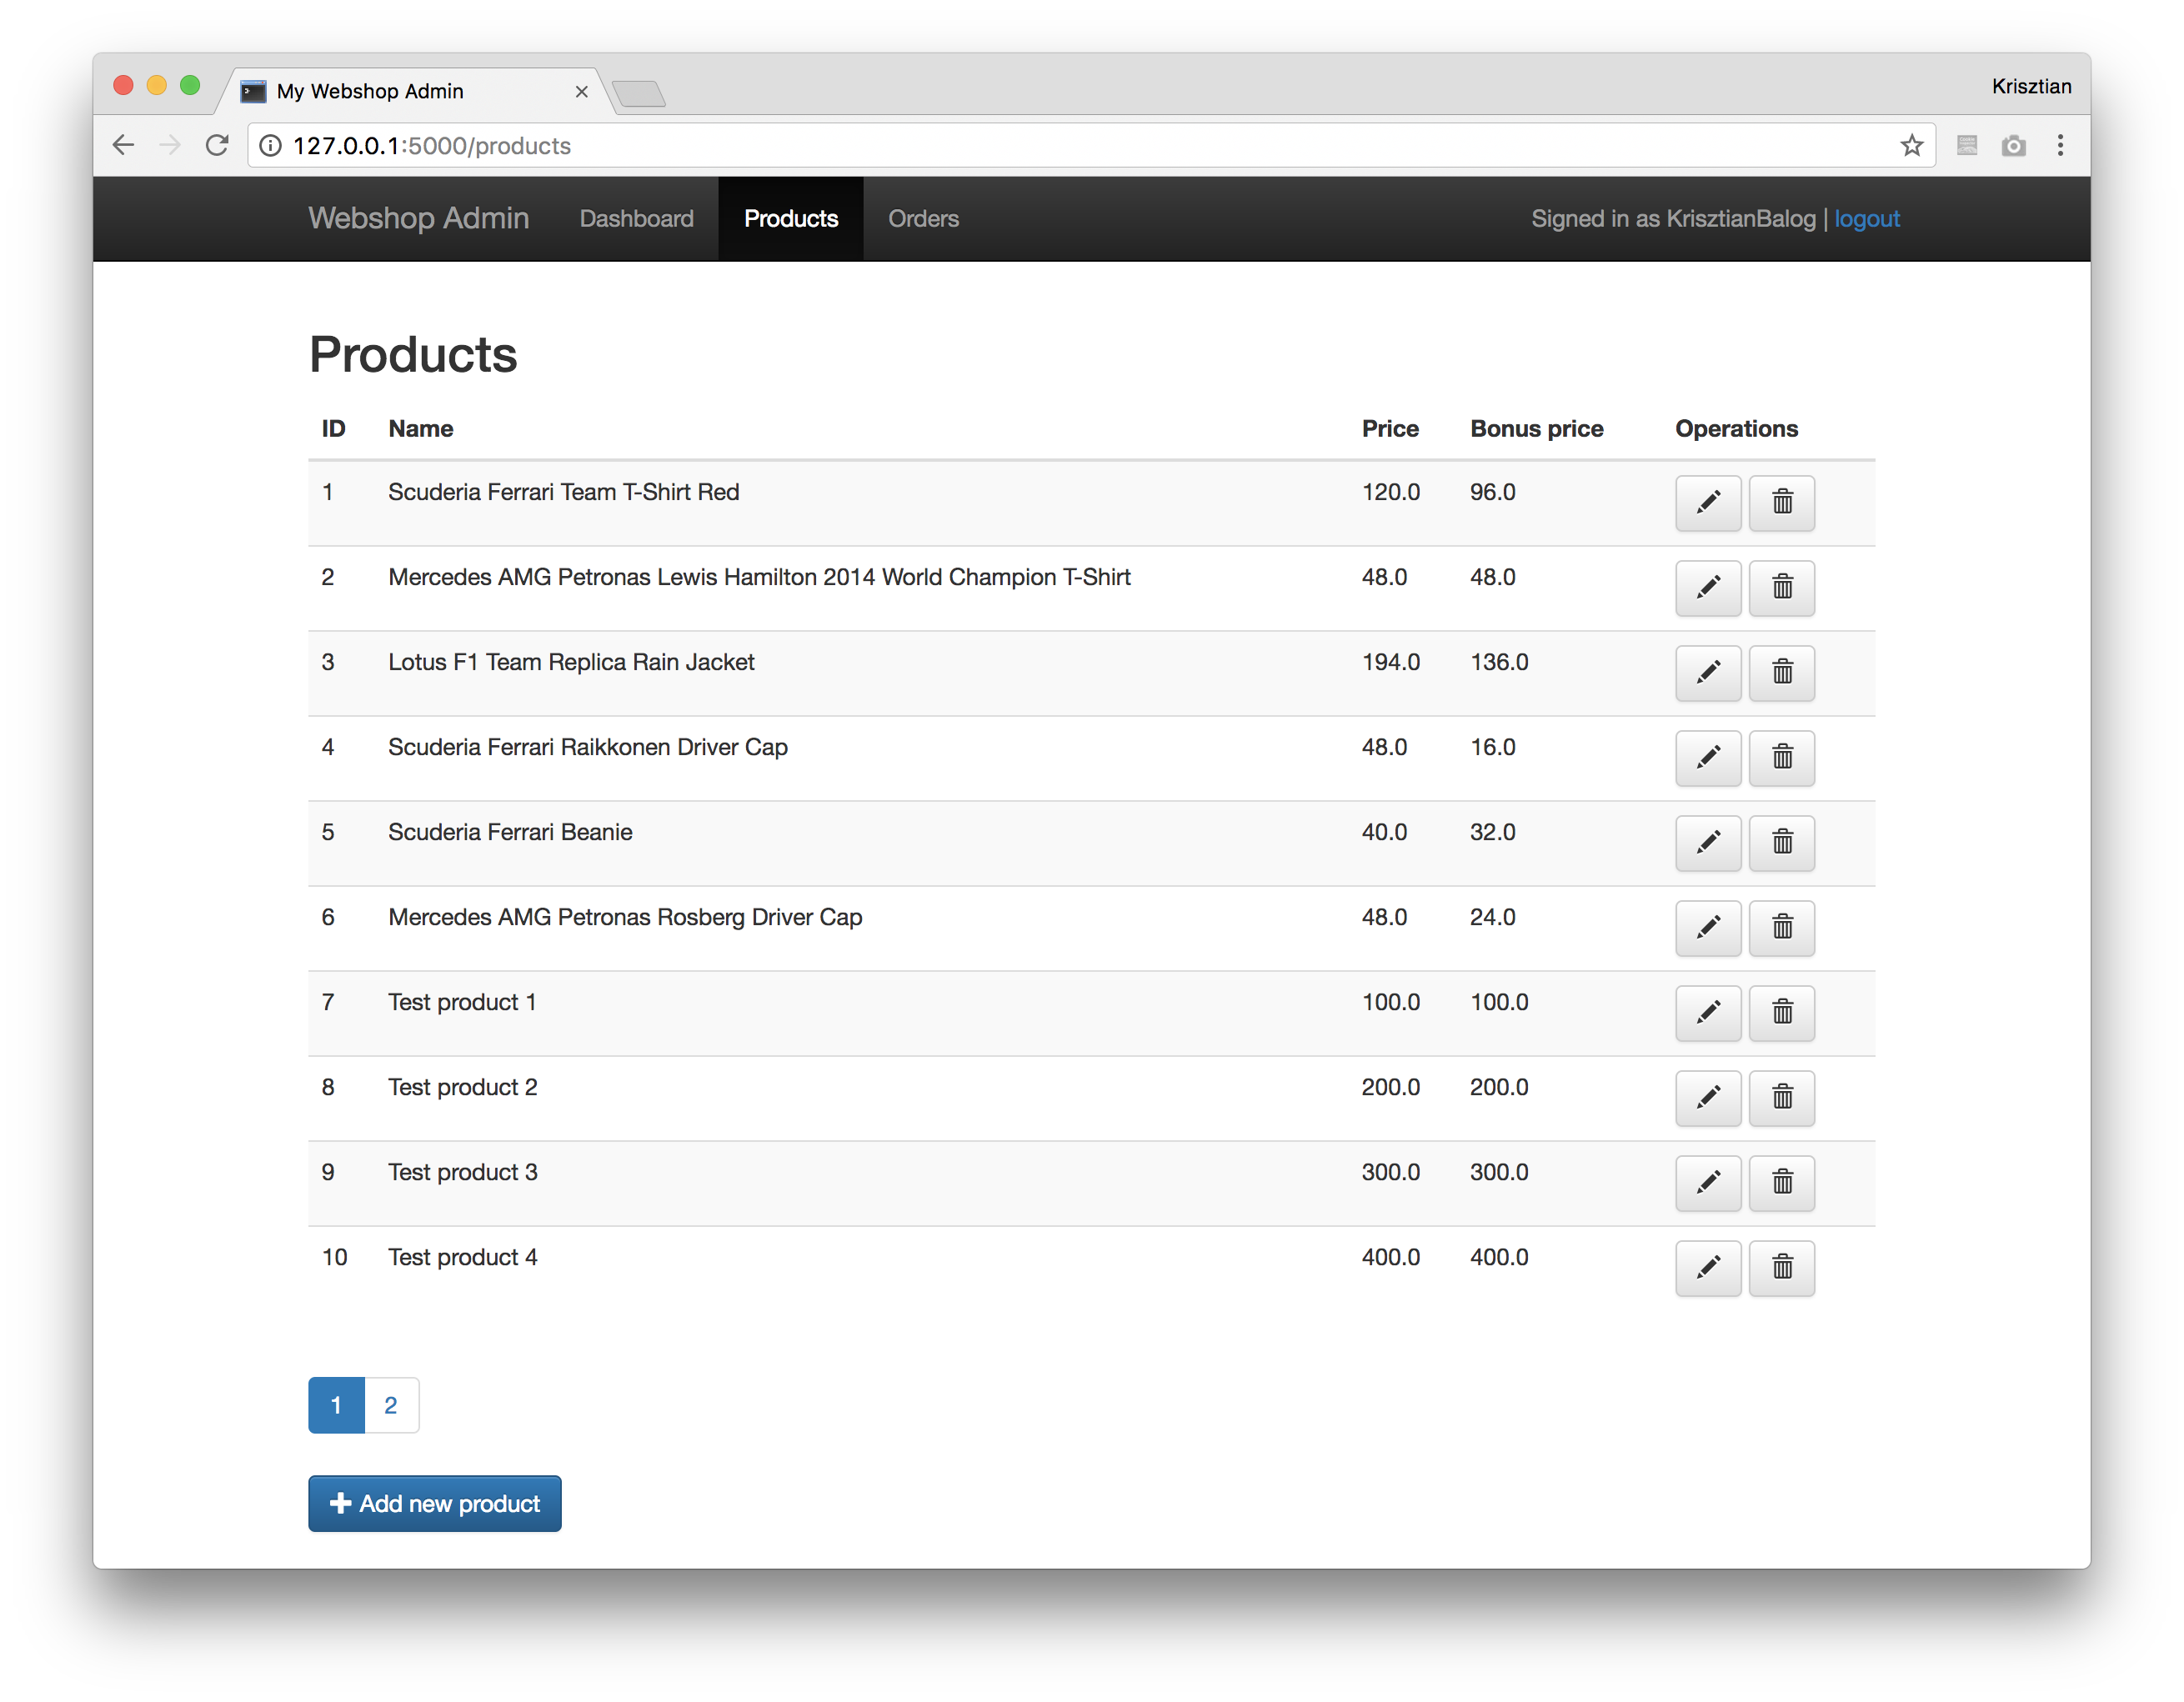 My Webshop Admin
Krisztian
127.0.0.1:5000/products
Webshop Admin Dashboard Products Orders Signed in as KrisztianBalog | logout
Products
ID Name Price Bonus price Operations
1 Scuderia Ferrari Team T-Shirt Red 120.0 96.0
2 Mercedes AMG Petronas Lewis Hamilton 2014 World Champion T-Shirt 48.0 48.0
3 Lotus F1 Team Replica Rain Jacket 194.0 136.0
4 Scuderia Ferrari Raikkonen Driver Cap 48.0 16.0
5 Scuderia Ferrari Beanie 40.0 32.0
6 Mercedes AMG Petronas Rosberg Driver Cap 48.0 24.0
7 Test product 1 100.0 100.0
8 Test product 2 200.0 200.0
9 Test product 3 300.0 300.0
10 Test product 4 400.0 400.0
1 2
Add new product